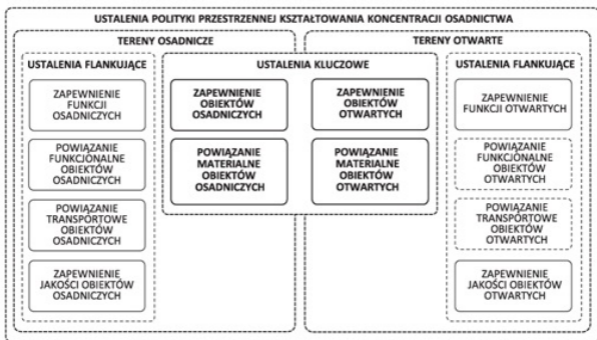 USTALENIA POLITYKI PRZESTRZENNEJ KSZTAŁTOWANIA KONCENTRACJI OSADNICTWA
TERENY OSADNICZE
TERENY OTWARTE
USTALENIA FLANKUJĄCE
USTALENIA KLUCZOWE
USTALENIA FLANKUJĄCE
ZAPEWNIENIE
FUNKCJI
OSADNICZYCH
ZAPEWNIENIE
OBIEKTÓW
OSADNICZYCH
ZAPEWNIENIE
OBIEKTÓW
OTWARTYCH
ZAPEWNIENIE
FUNKCJI OTWARTYCH
POWIĄZANIE
FUNKCJONALNE
OBIEKTÓW
OSADNICZYCH
POWIĄZANIE
MATERIALNE
OBIEKTÓW
OSADNICZYCH
POWIĄZANIE
MATERIALNE
OBIEKTÓW
OTWARTYCH
POWIĄZANIE
FUNKCJONALNE
OBIEKTÓW
OTWARTYCH
POWIĄZANIE
TRANSPORTOWE
OBIEKTÓW
OSADNICZYCH
POWIĄZANIE
TRANSPORTOWE
OBIEKTÓW
OTWARTYCH
ZAPEWNIENIE
JAKOŚCI OBIEKTÓW
OSADNICZYCH
ZAPEWNIENIE
JAKOŚCI OBIEKTÓW
OTWARTYCH